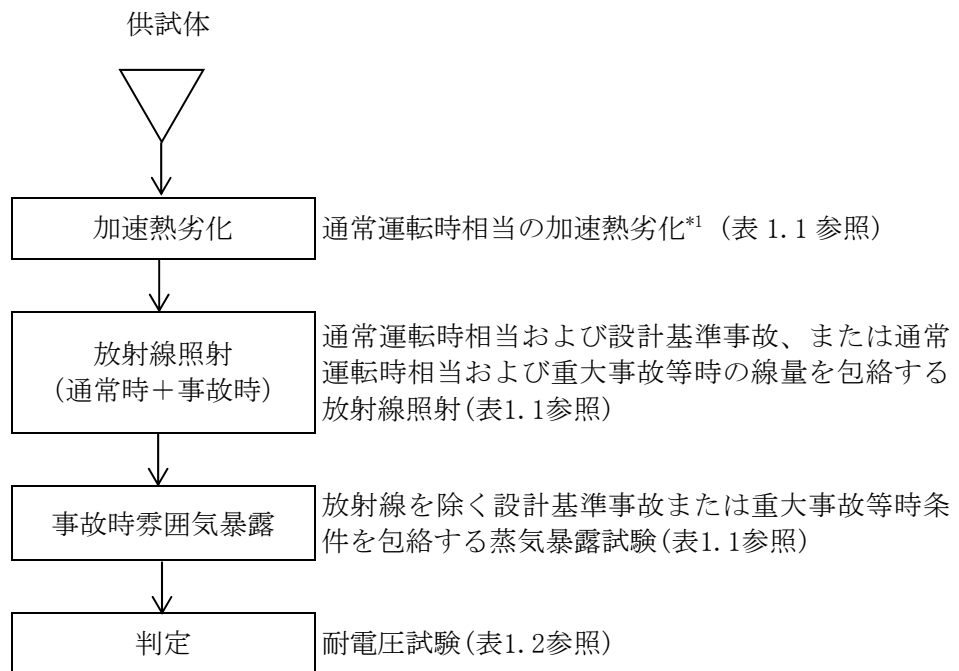 供試体
加速熱劣化
通常運転時相当の加速熱劣化*1 (表 1.1 参照)
放射線照射
(通常時＋事故時)
通常運転時相当および設計基準事故、または通常
運転時相当および重大事故等時の線量を包絡する
放射線照射(表1.1参照)
事故時雰囲気暴露
放射線を除く設計基準事故または重大事故等時条
件を包絡する蒸気暴露試験(表1.1参照)
判定
耐電圧試験(表1.2参照)